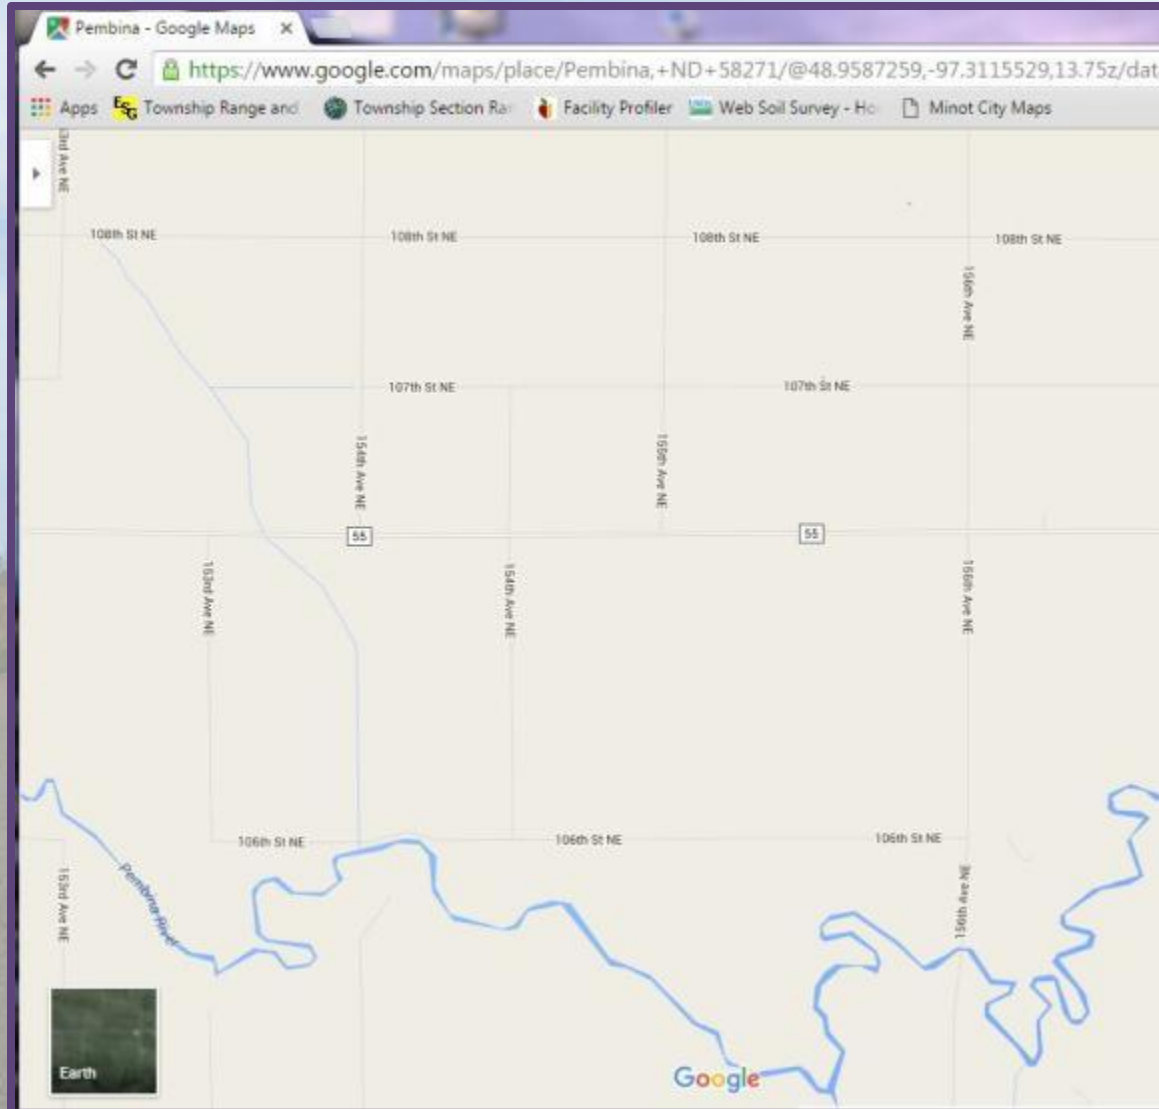 Pembina - Google Maps
https://www.google.com/maps/place/Pembina,+ND+58271/@48.9587259,-97.3115529,13.75z/dat
Apps
ESG
Township Range and
Township Section Ra
Facility Profiler
Web Soil Survey - Ho
Minot City Maps
3rd Ave NE
108th St NE
108th St NE
108th St NE
108th St NE
156th Ave NE
107th St NE
107th St NE
154th Ave NE
155th Ave NE
55
55
153rd Ave NE
154th Ave NE
156th Ave NE
106th St NE
106th St NE
106th St NE
153rd Ave NE
Pembina River
156th Ave NE
Earth
Google